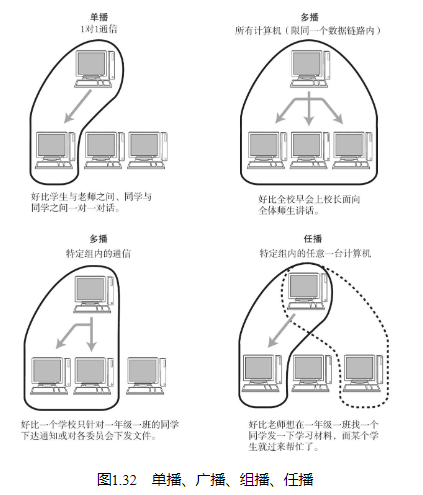 单播
1对1通信
好比学生与老师之间、同学与
同学之间一对一对话。
多播
所有计算机（限同一个数据链路内）
好比全校早会上校长面向
全体师生讲话。
多播
特定组内的通信
好比一个学校只针对一年级一班的同学
下达通知或对各委员会下发文件。
任播
特定组内的任意一台计算机
好比老师想在一年级一班找一个
同学发一下学习材料，而某个学
生就过来帮忙了。
图1.32 单播、广播、组播、任播